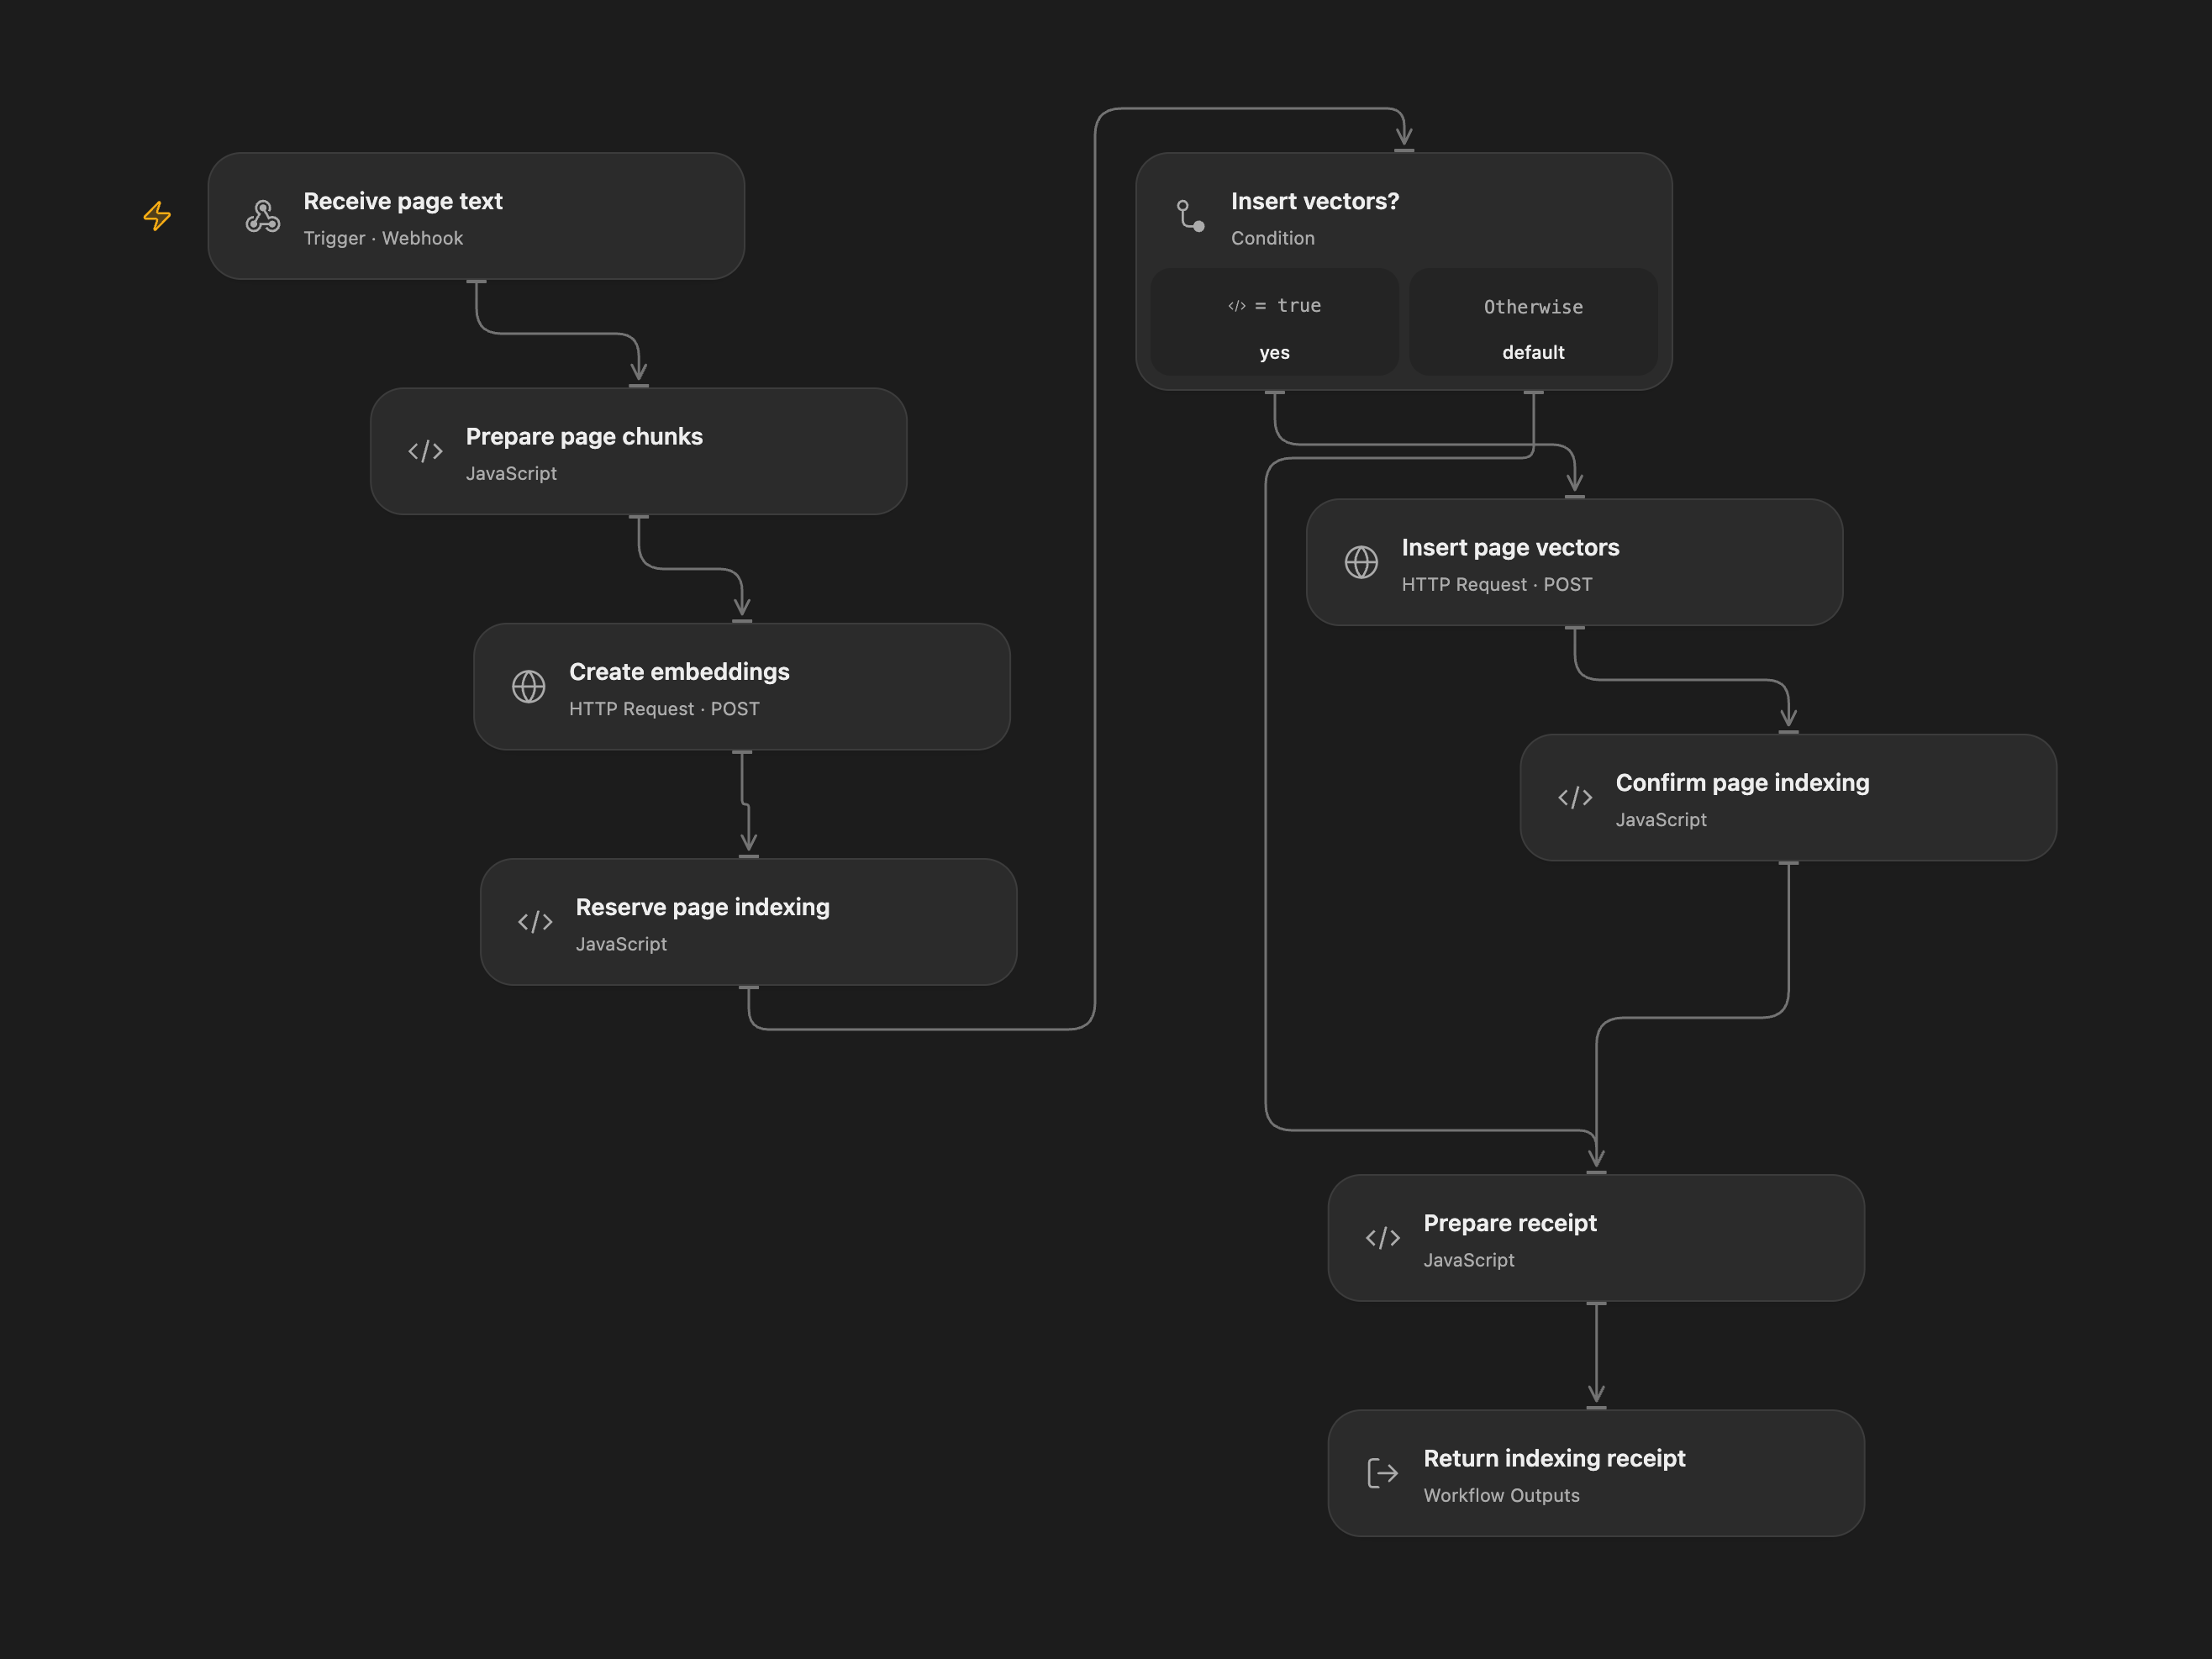 Receive page text
Trigger · Webhook
Prepare page chunks
JavaScript
Create embeddings
HTTP Request · POST
Reserve page indexing
JavaScript
Insert vectors?
Condition
</> = true
yes
Otherwise
default
Insert page vectors
HTTP Request · POST
Confirm page indexing
JavaScript
Prepare receipt
JavaScript
Return indexing receipt
Workflow Outputs